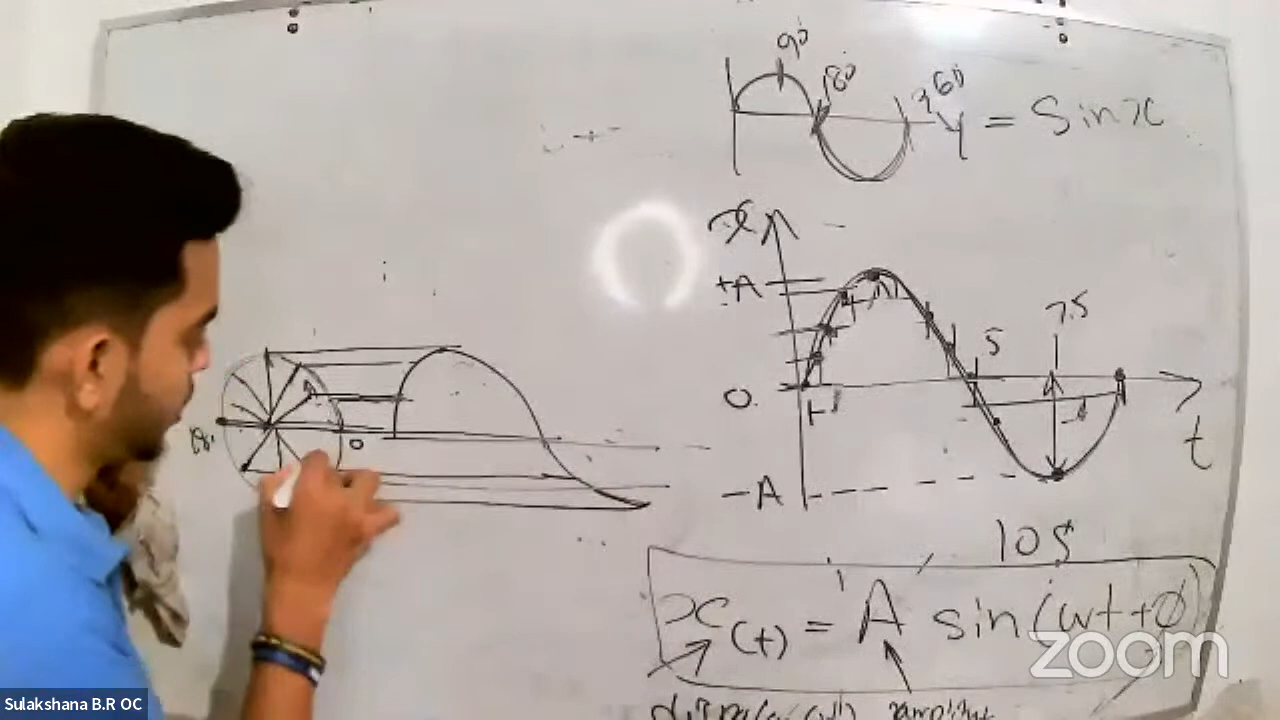 90
180
360
y = Sin x
x
+A
7.5
5
0
t
-A
180
0
10s
x(t) = A sin(ωt + φ)
zoom
Sulakshana B.R OC